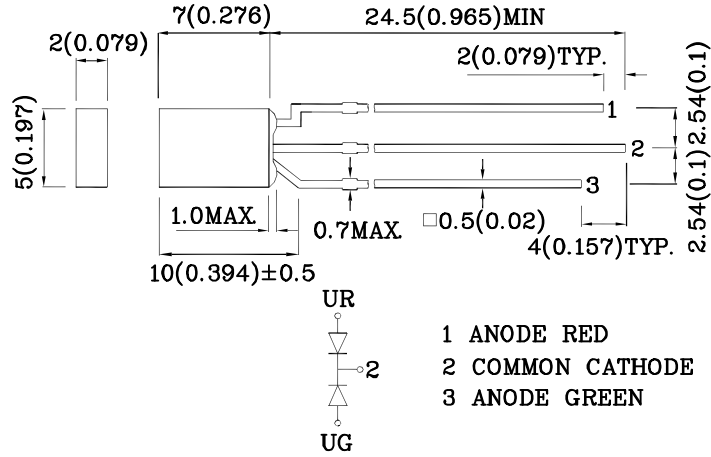 7(0.276)
24.5(0.965)MIN
2(0.079)
2(0.079)TYP.
5(0.197)
1
2
3
2.54(0.1)
2.54(0.1)
1.0MAX.
0.7MAX.
□0.5(0.02)
4(0.157)TYP.
10(0.394)±0.5
UR
2
UG
1 ANODE RED
2 COMMON CATHODE
3 ANODE GREEN